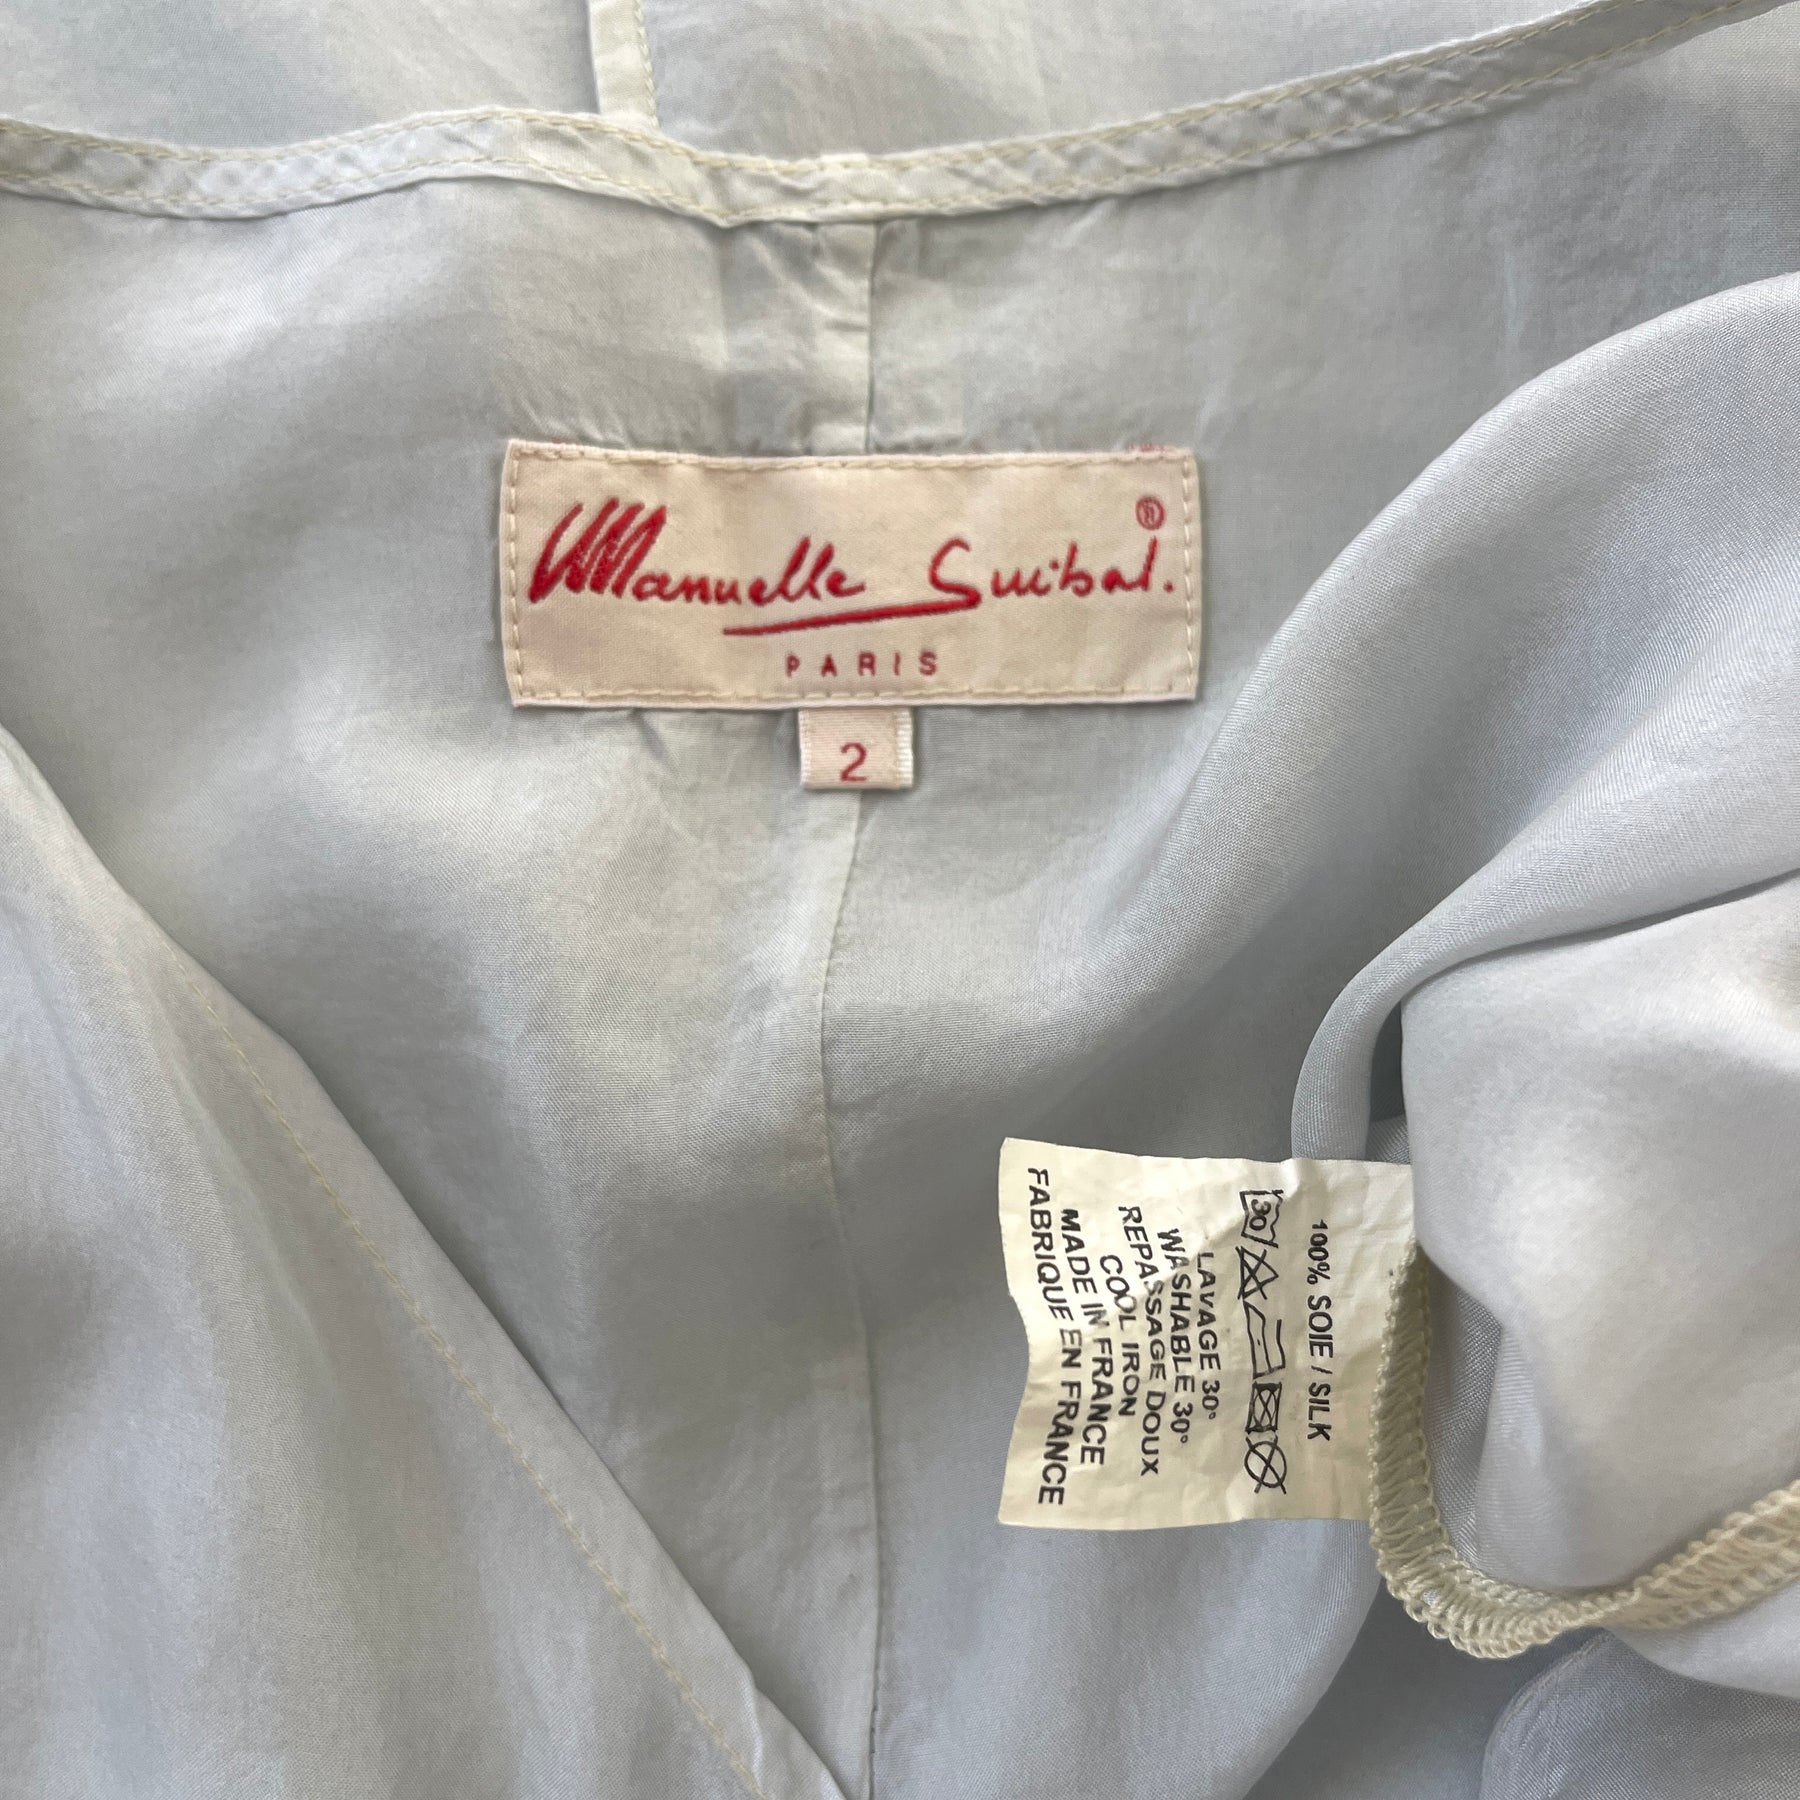 Manuelle Guibal.®
PARIS
2
100% SOIE / SILK
30
LAVAGE 30°
WASHABLE 30°
REPASSAGE DOUX
COOL IRON
MADE IN FRANCE
FABRIQUE EN FRANCE